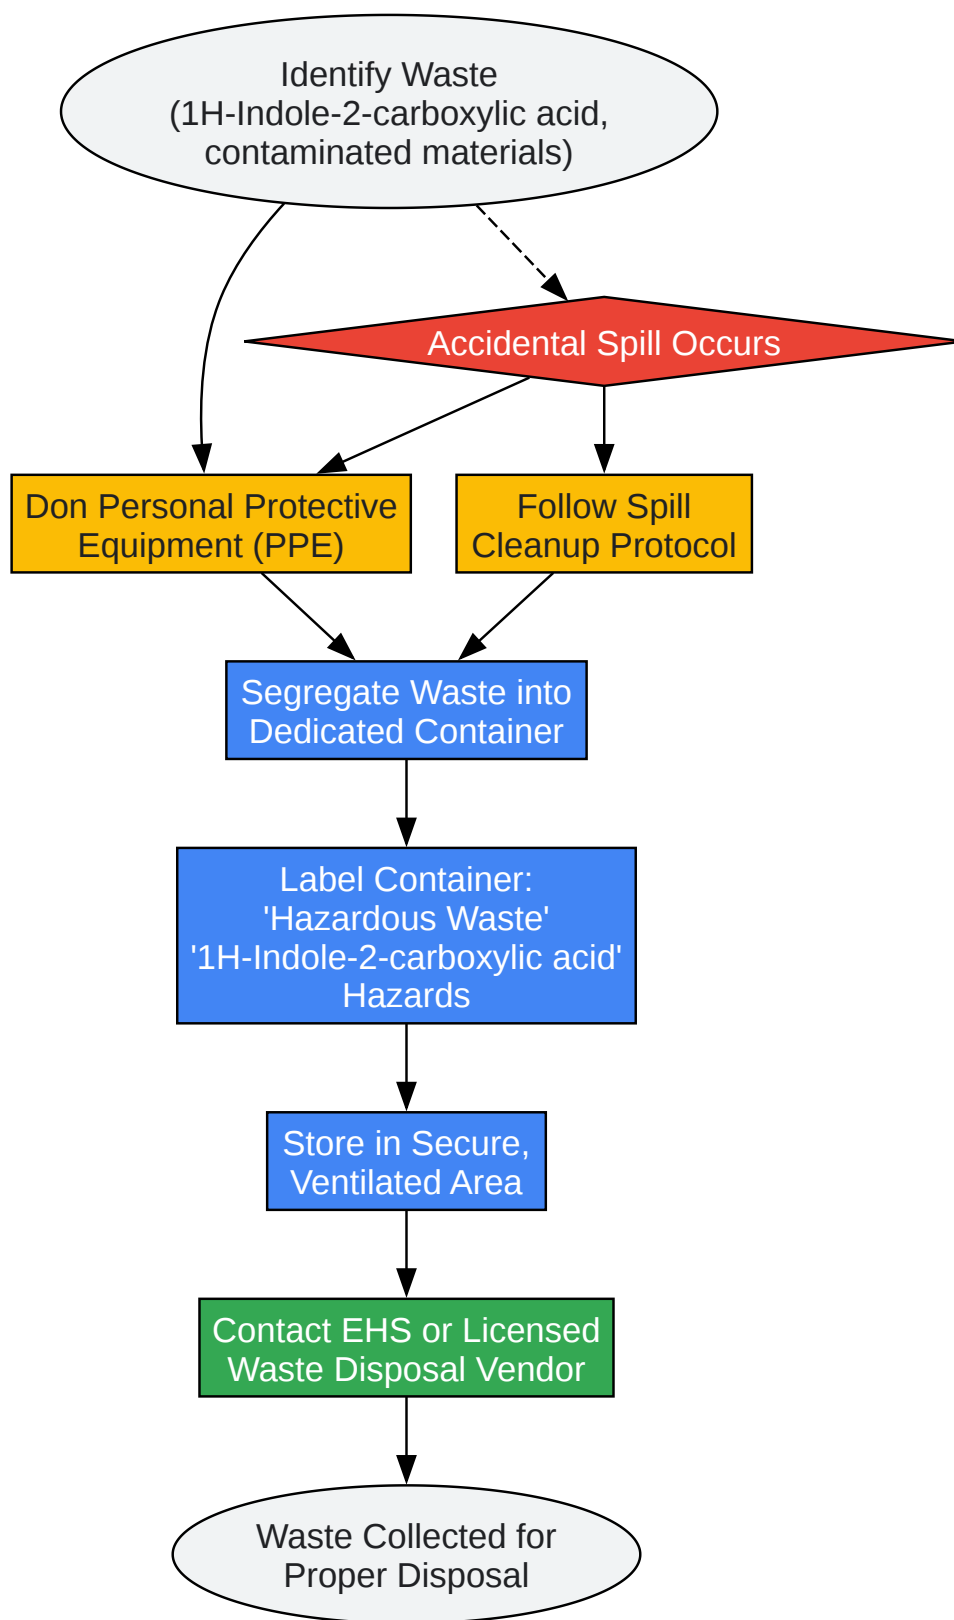 Identify Waste
(1H-Indole-2-carboxylic acid,
contaminated materials)
Accidental Spill Occurs
Don Personal Protective
Equipment (PPE)
Follow Spill
Cleanup Protocol
Segregate Waste into
Dedicated Container
Label Container:
'Hazardous Waste'
'1H-Indole-2-carboxylic acid'
Hazards
Store in Secure,
Ventilated Area
Contact EHS or Licensed
Waste Disposal Vendor
Waste Collected for
Proper Disposal